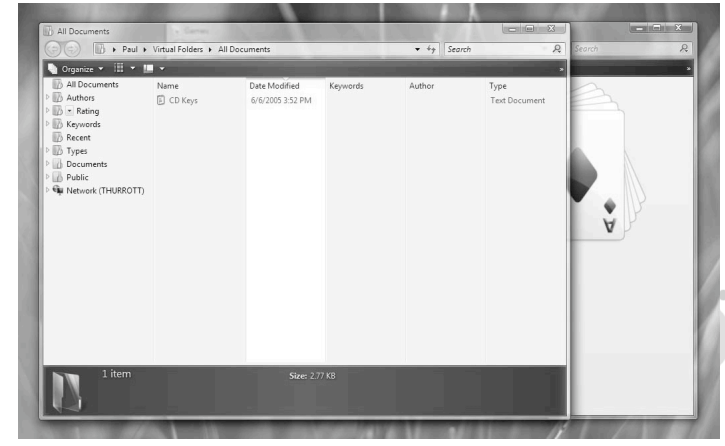 All Documents
Games
Paul Virtual Folders All Documents
Search
Search
Organize
All Documents
Authors
Rating
Keywords
Recent
Types
Documents
Public
Network (THURROTT)
Name Date Modified Keywords Author Type
CD Keys 6/6/2005 3:52 PM Text Document
A
1 item Size: 2.77 KB